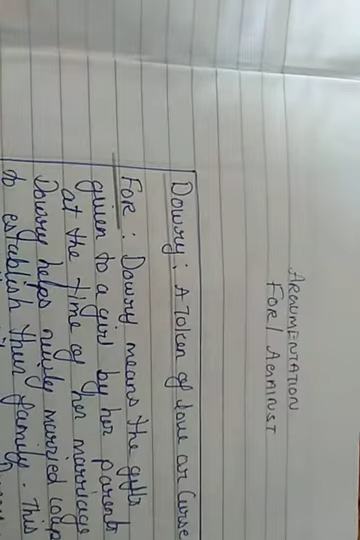 ARGUMENTATION
FOR / AGAINST
Dowry : A Token of Love or Curse
For : Dowry means the gifts
given to a girl by her parents
at the time of her marriage
Dowry helps newly married coup
to establish their family. This